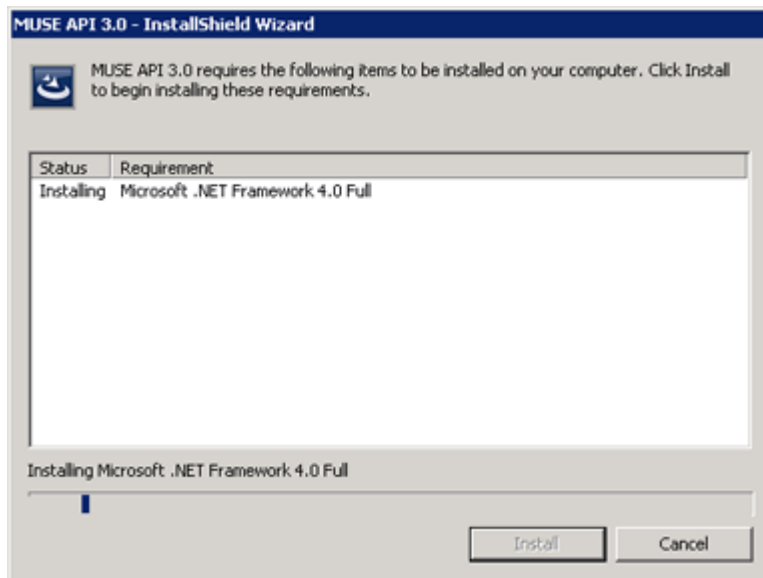 MUSE API 3.0 - InstallShield Wizard
MUSE API 3.0 requires the following items to be installed on your computer. Click Install
to begin installing these requirements.
Status Requirement
Installing Microsoft .NET Framework 4.0 Full
Installing Microsoft .NET Framework 4.0 Full
Install Cancel